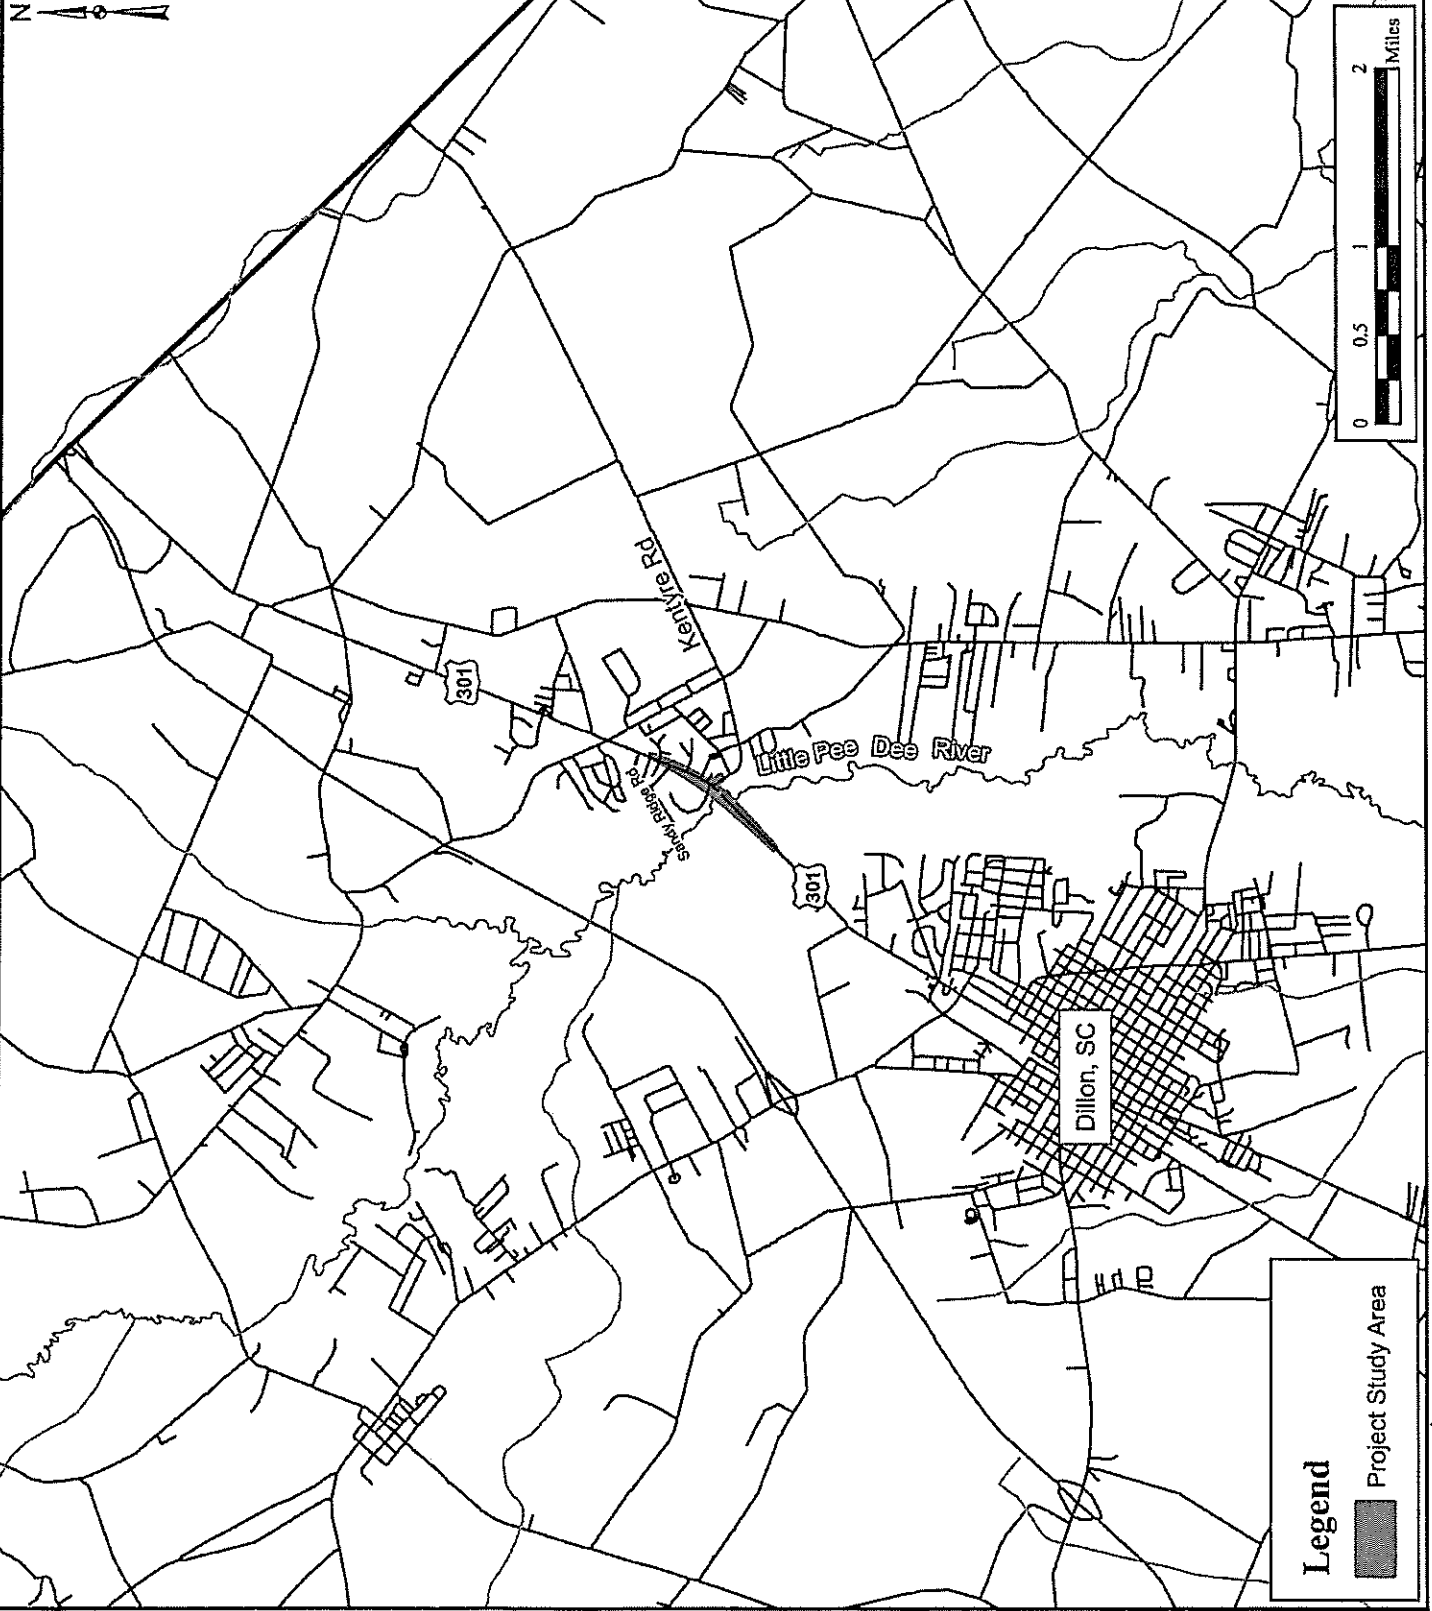 N
301
Kentyre Rd
Sandy Ridge Rd
Little Pee Dee River
301
Dillon, SC
Legend
Project Study Area
0 0.5 1 2
Miles